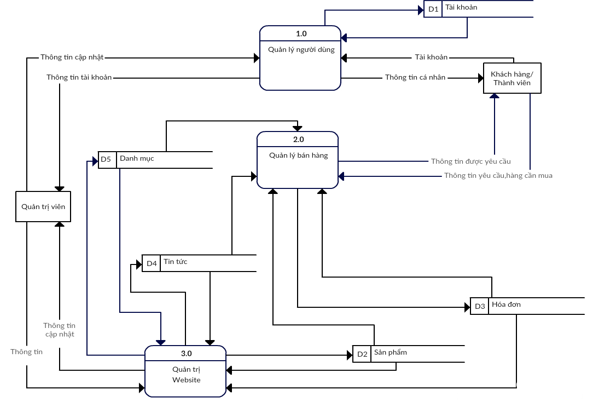 D1 Tài khoản
1.0
Quản lý người dùng
Thông tin cập nhật
Tài khoản
Thông tin tài khoản
Thông tin cá nhân
Khách hàng/
Thành viên
2.0
Quản lý bán hàng
D5 Danh mục
Thông tin được yêu cầu
Thông tin yêu cầu,hàng cần mua
Quản trị viên
D4 Tin tức
D3 Hóa đơn
Thông tin
cập nhật
Thông tin
3.0
Quản trị
Website
D2 Sản phẩm